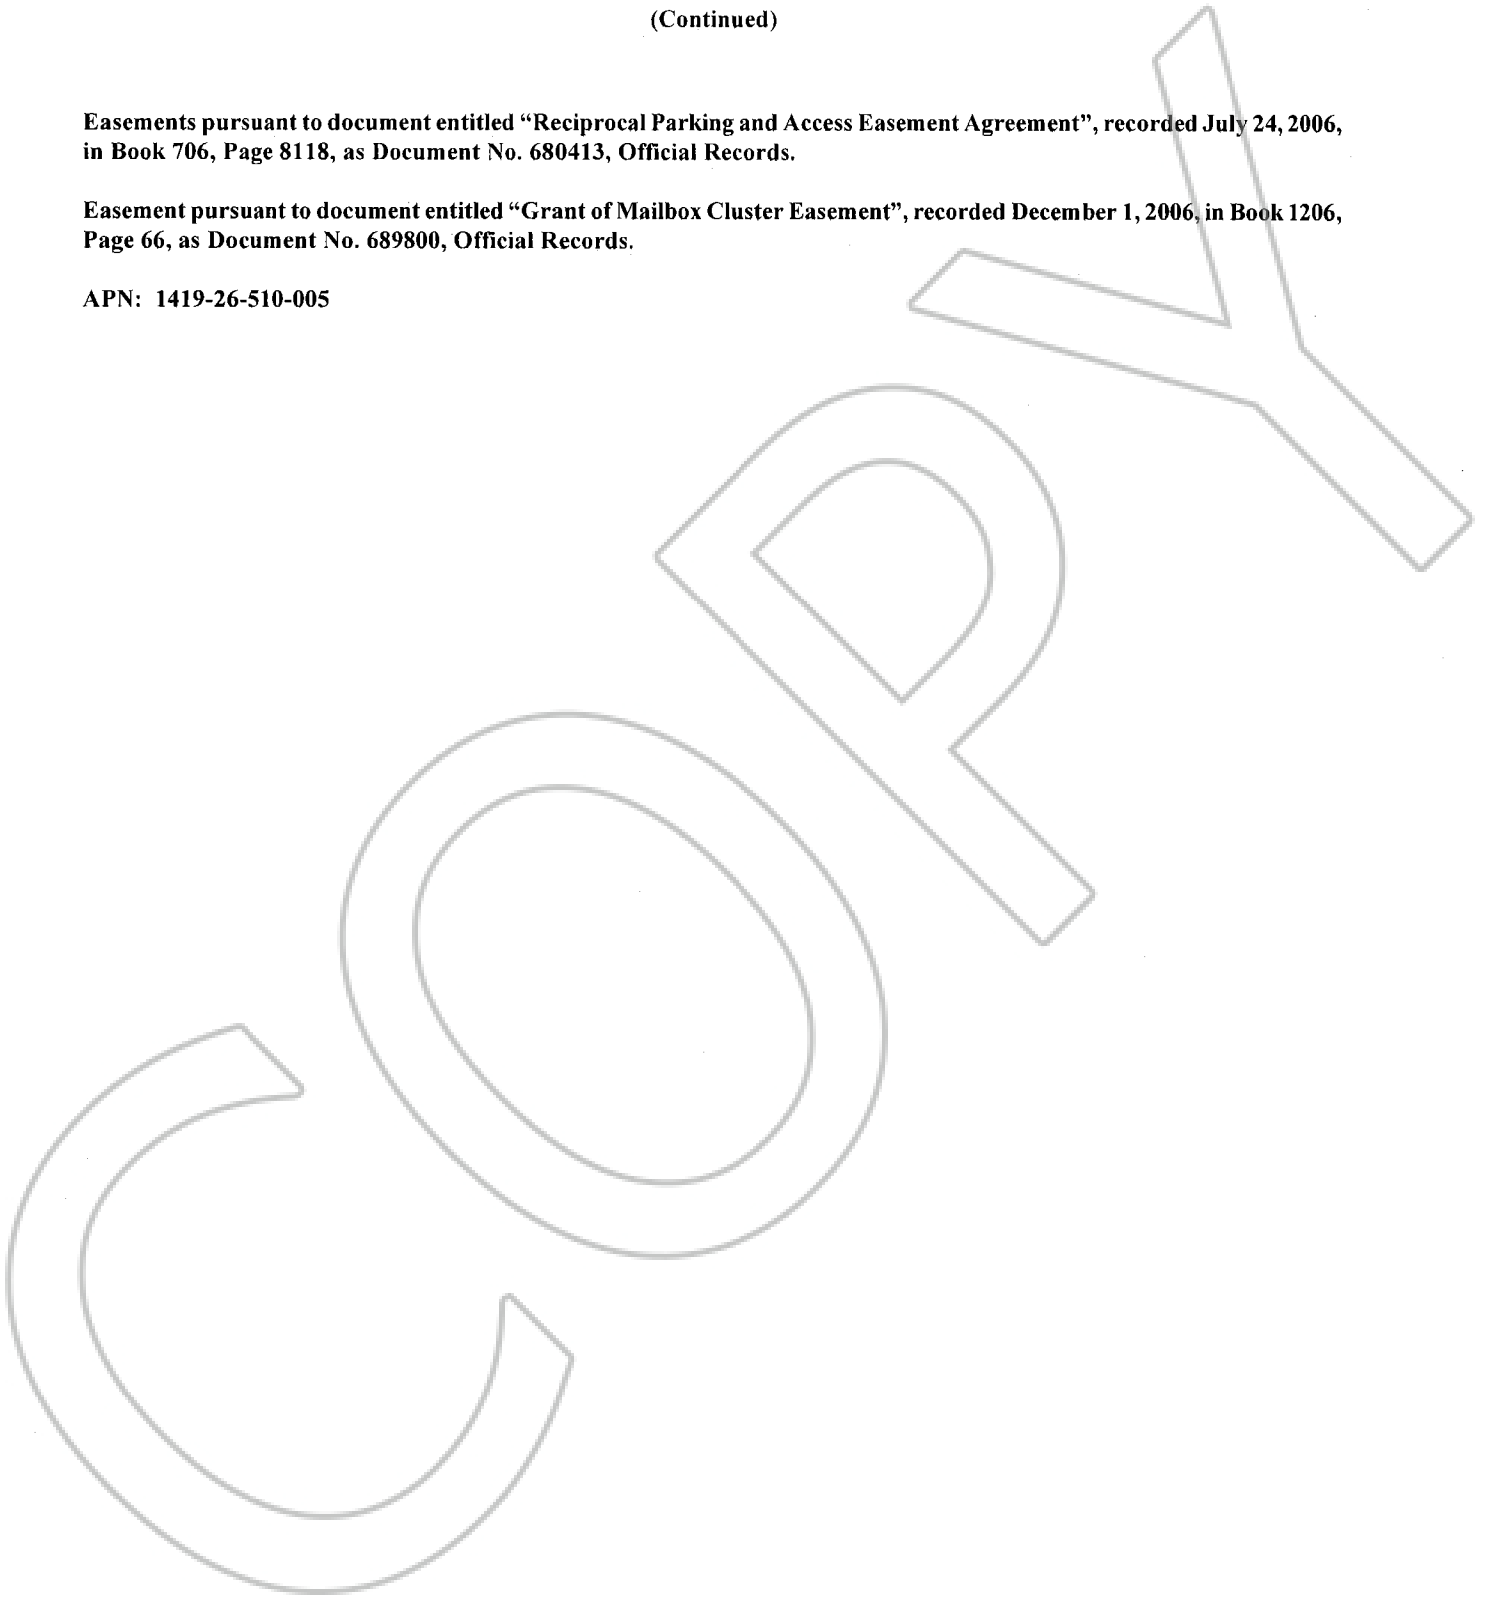 (Continued)
Easements pursuant to document entitled “Reciprocal Parking and Access Easement Agreement”, recorded July 24, 2006,
in Book 706, Page 8118, as Document No. 680413, Official Records.
Easement pursuant to document entitled “Grant of Mailbox Cluster Easement”, recorded December 1, 2006, in Book 1206,
Page 66, as Document No. 689800, Official Records.
APN: 1419-26-510-005
COPY